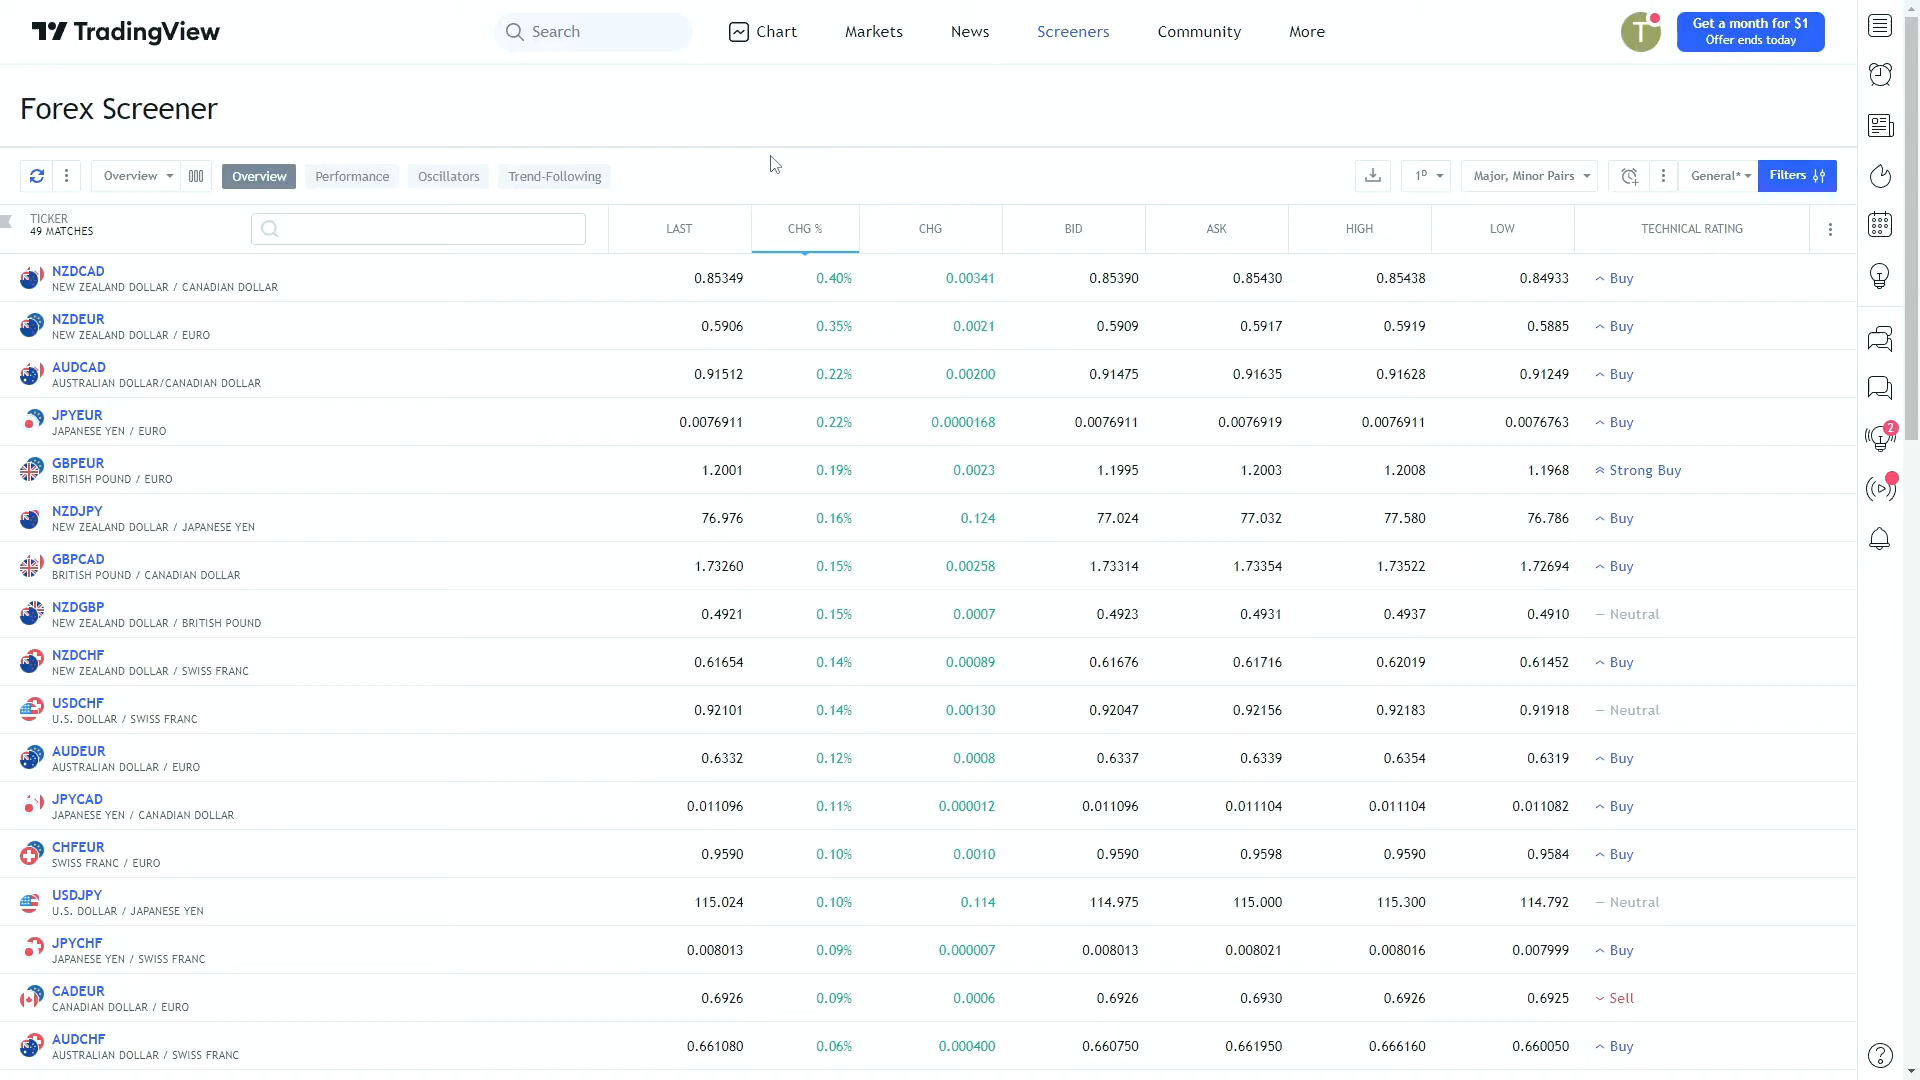 TradingView
Search
Chart
Markets
News
Screeners
Community
More
T
Get a month for $1
Offer ends today
Forex Screener
Overview
Overview
Performance
Oscillators
Trend-Following
1D
Major, Minor Pairs
General*
Filters
TICKER
49 MATCHES
LAST CHG % CHG BID ASK HIGH LOW TECHNICAL RATING
NZDCAD
NEW ZEALAND DOLLAR / CANADIAN DOLLAR
0.85349 0.40% 0.00341 0.85390 0.85430 0.85438 0.84933 Buy
NZDEUR
NEW ZEALAND DOLLAR / EURO
0.5906 0.35% 0.0021 0.5909 0.5917 0.5919 0.5885 Buy
AUDCAD
AUSTRALIAN DOLLAR/CANADIAN DOLLAR
0.91512 0.22% 0.00200 0.91475 0.91635 0.91628 0.91249 Buy
JPYEUR
JAPANESE YEN / EURO
0.0076911 0.22% 0.0000168 0.0076911 0.0076919 0.0076911 0.0076763 Buy
GBPEUR
BRITISH POUND / EURO
1.2001 0.19% 0.0023 1.1995 1.2003 1.2008 1.1968 Strong Buy
NZDJPY
NEW ZEALAND DOLLAR / JAPANESE YEN
76.976 0.16% 0.124 77.024 77.032 77.580 76.786 Buy
GBPCAD
BRITISH POUND / CANADIAN DOLLAR
1.73260 0.15% 0.00258 1.73314 1.73354 1.73522 1.72694 Buy
NZDGBP
NEW ZEALAND DOLLAR / BRITISH POUND
0.4921 0.15% 0.0007 0.4923 0.4931 0.4937 0.4910 Neutral
NZDCHF
NEW ZEALAND DOLLAR / SWISS FRANC
0.61654 0.14% 0.00089 0.61676 0.61716 0.62019 0.61452 Buy
USDCHF
U.S. DOLLAR / SWISS FRANC
0.92101 0.14% 0.00130 0.92047 0.92156 0.92183 0.91918 Neutral
AUDEUR
AUSTRALIAN DOLLAR / EURO
0.6332 0.12% 0.0008 0.6337 0.6339 0.6354 0.6319 Buy
JPYCAD
JAPANESE YEN / CANADIAN DOLLAR
0.011096 0.11% 0.000012 0.011096 0.011104 0.011104 0.011082 Buy
CHFEUR
SWISS FRANC / EURO
0.9590 0.10% 0.0010 0.9590 0.9598 0.9590 0.9584 Buy
USDJPY
U.S. DOLLAR / JAPANESE YEN
115.024 0.10% 0.114 114.975 115.000 115.300 114.792 Neutral
JPYCHF
JAPANESE YEN / SWISS FRANC
0.008013 0.09% 0.000007 0.008013 0.008021 0.008016 0.007999 Buy
CADEUR
CANADIAN DOLLAR / EURO
0.6926 0.09% 0.0006 0.6926 0.6930 0.6926 0.6925 Sell
AUDCHF
AUSTRALIAN DOLLAR / SWISS FRANC
0.661080 0.06% 0.000400 0.660750 0.661950 0.666160 0.660050 Buy
2